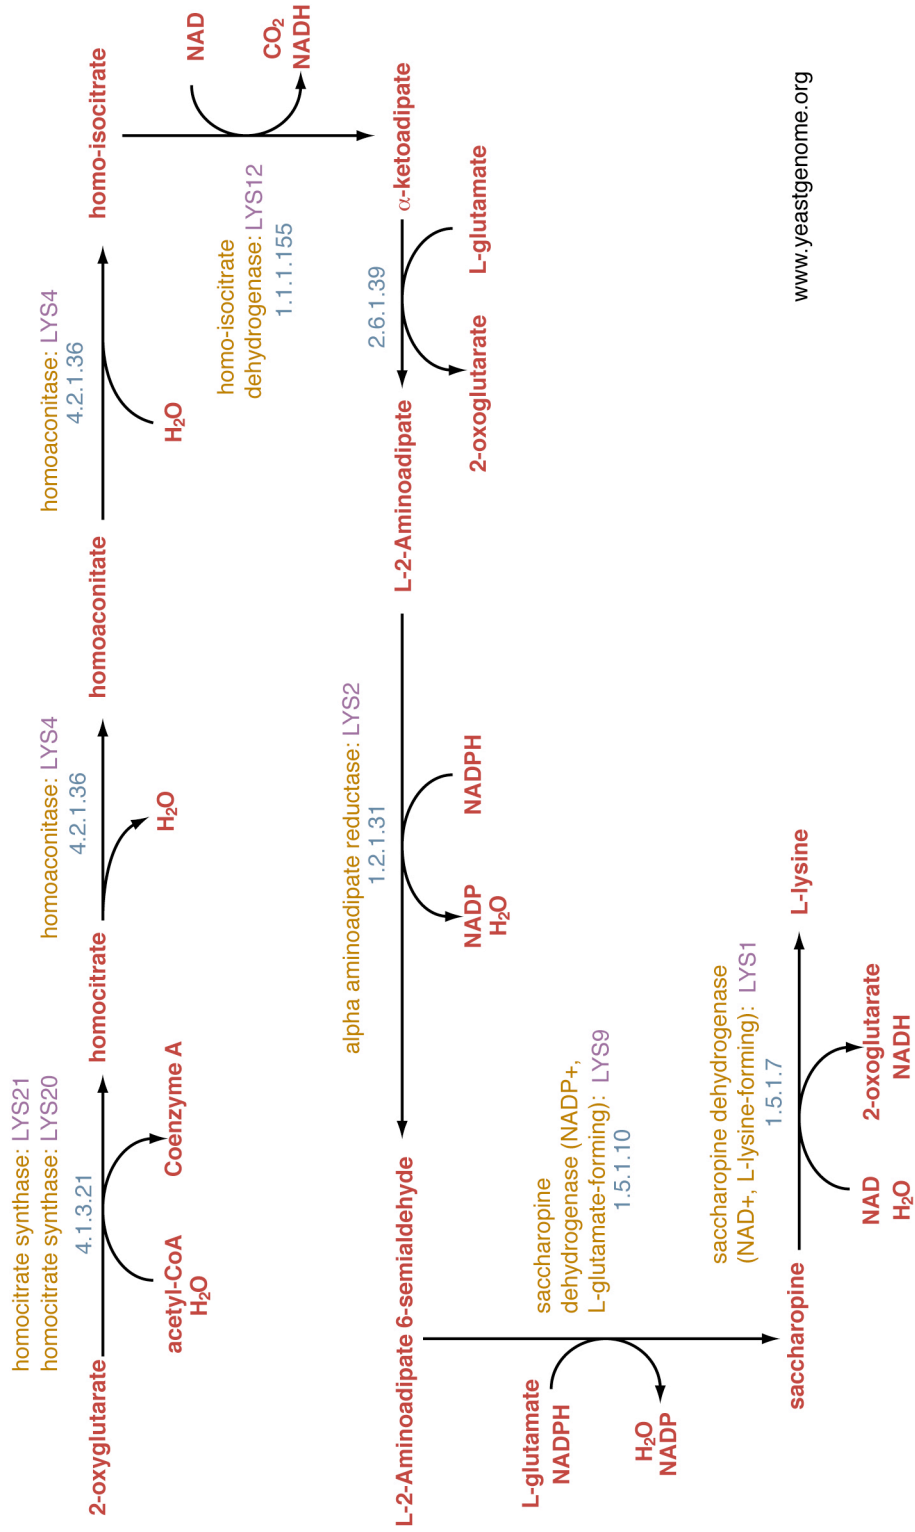 homocitrate synthase: LYS21
homocitrate synthase: LYS20
4.1.3.21
2-oxyglutarate
acetyl-CoA
H₂O
Coenzyme A
homocitrate
homoaconitase: LYS4
4.2.1.36
H₂O
homoaconitate
homoaconitase: LYS4
4.2.1.36
H₂O
homo-isocitrate
NAD
CO₂
NADH
homo-isocitrate
dehydrogenase: LYS12
1.1.1.155
α-ketoadipate
2.6.1.39
L-glutamate
2-oxoglutarate
L-2-Aminoadipate
alpha aminoadipate reductase: LYS2
1.2.1.31
NADPH
NADP
H₂O
L-2-Aminoadipate 6-semialdehyde
saccharopine
dehydrogenase (NADP+,
L-glutamate-forming): LYS9
1.5.1.10
L-glutamate
NADPH
H₂O
NADP
saccharopine
saccharopine dehydrogenase
(NAD+, L-lysine-forming): LYS1
1.5.1.7
NAD
H₂O
2-oxoglutarate
NADH
L-lysine
www.yeastgenome.org